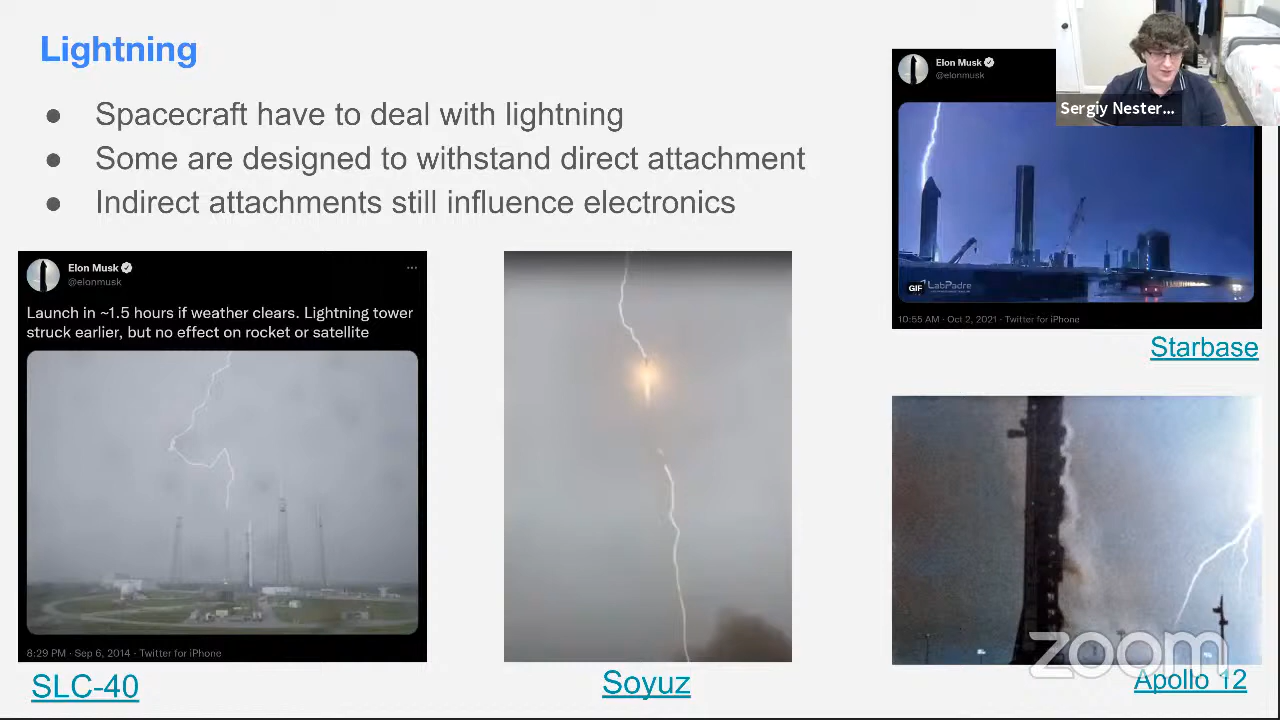 Lightning
● Spacecraft have to deal with lightning
● Some are designed to withstand direct attachment
● Indirect attachments still influence electronics
Elon Musk
@elonmusk
Sergiy Nester...
GIF LabPadre
10:55 AM · Oct 2, 2021 · Twitter for iPhone
Starbase
Elon Musk
@elonmusk
...
Launch in ~1.5 hours if weather clears. Lightning tower
struck earlier, but no effect on rocket or satellite
8:29 PM · Sep 6, 2014 · Twitter for iPhone
SLC-40
Soyuz
zoom
Apollo 12